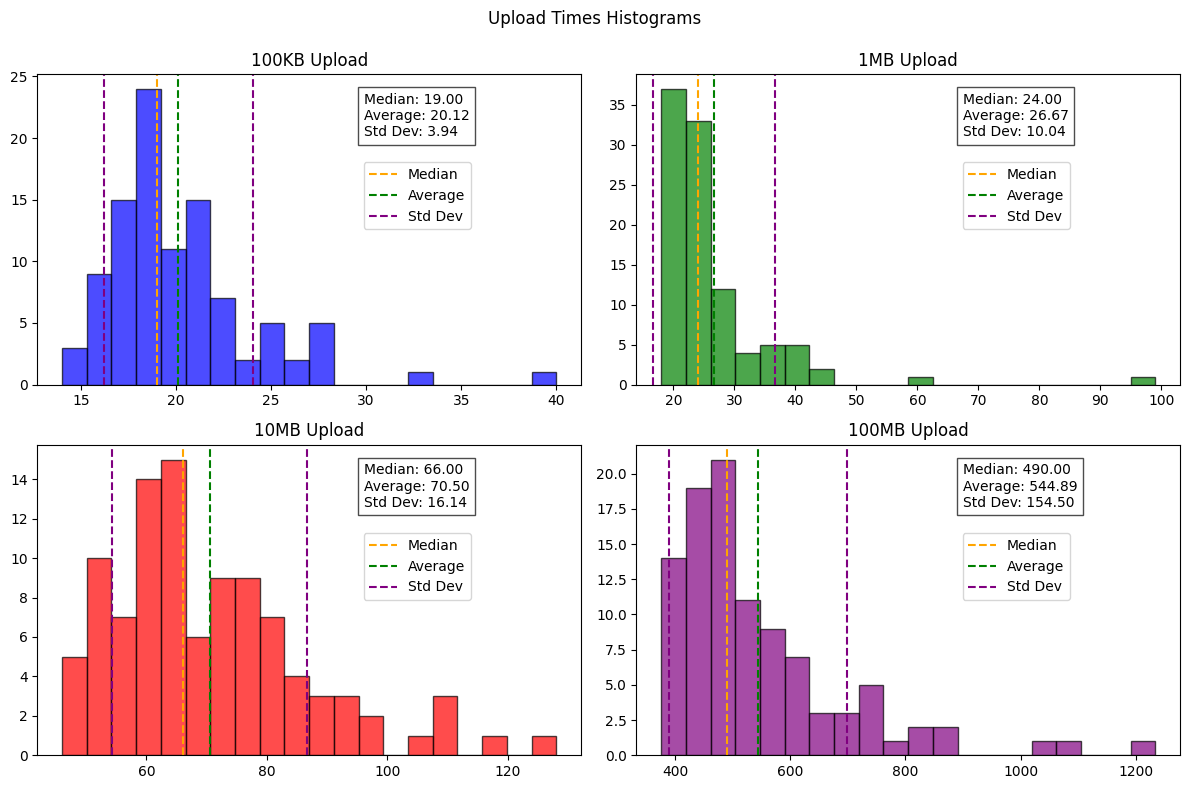 Upload Times Histograms
100KB Upload
25
20
15
10
5
0
15 20 25 30 35 40
Median: 19.00
Average: 20.12
Std Dev: 3.94
Median
Average
Std Dev
1MB Upload
35
30
25
20
15
10
5
0
20 30 40 50 60 70 80 90 100
Median: 24.00
Average: 26.67
Std Dev: 10.04
Median
Average
Std Dev
10MB Upload
14
12
10
8
6
4
2
0
60 80 100 120
Median: 66.00
Average: 70.50
Std Dev: 16.14
Median
Average
Std Dev
100MB Upload
20.0
17.5
15.0
12.5
10.0
7.5
5.0
2.5
0.0
400 600 800 1000 1200
Median: 490.00
Average: 544.89
Std Dev: 154.50
Median
Average
Std Dev